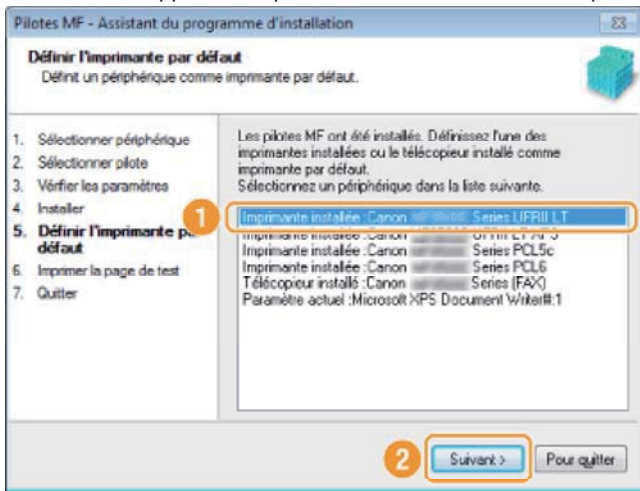 Pilotes MF - Assistant du programme d'installation
Définir l'imprimante par défaut
Définit un périphérique comme imprimante par défaut.
1. Sélectionner périphérique
2. Sélectionner pilote
3. Vérifier les paramètres
4. Installer
5. Définir l'imprimante pa
défaut
6. Imprimer la page de test
7. Quitter
Les pilotes MF ont été installés. Définissez l'une des
imprimantes installées ou le télécopieur installé comme
imprimante par défaut.
Sélectionnez un périphérique dans la liste suivante.
1
Imprimante installée :Canon Series UFRII LT
Imprimante installée :Canon UFRII LT XPS
Imprimante installée :Canon Series PCL5c
Imprimante installée :Canon Series PCL6
Télécopieur installé :Canon Series (FAX)
Paramètre actuel :Microsoft XPS Document Writer#:1
2
Suivant >
Pour quitter